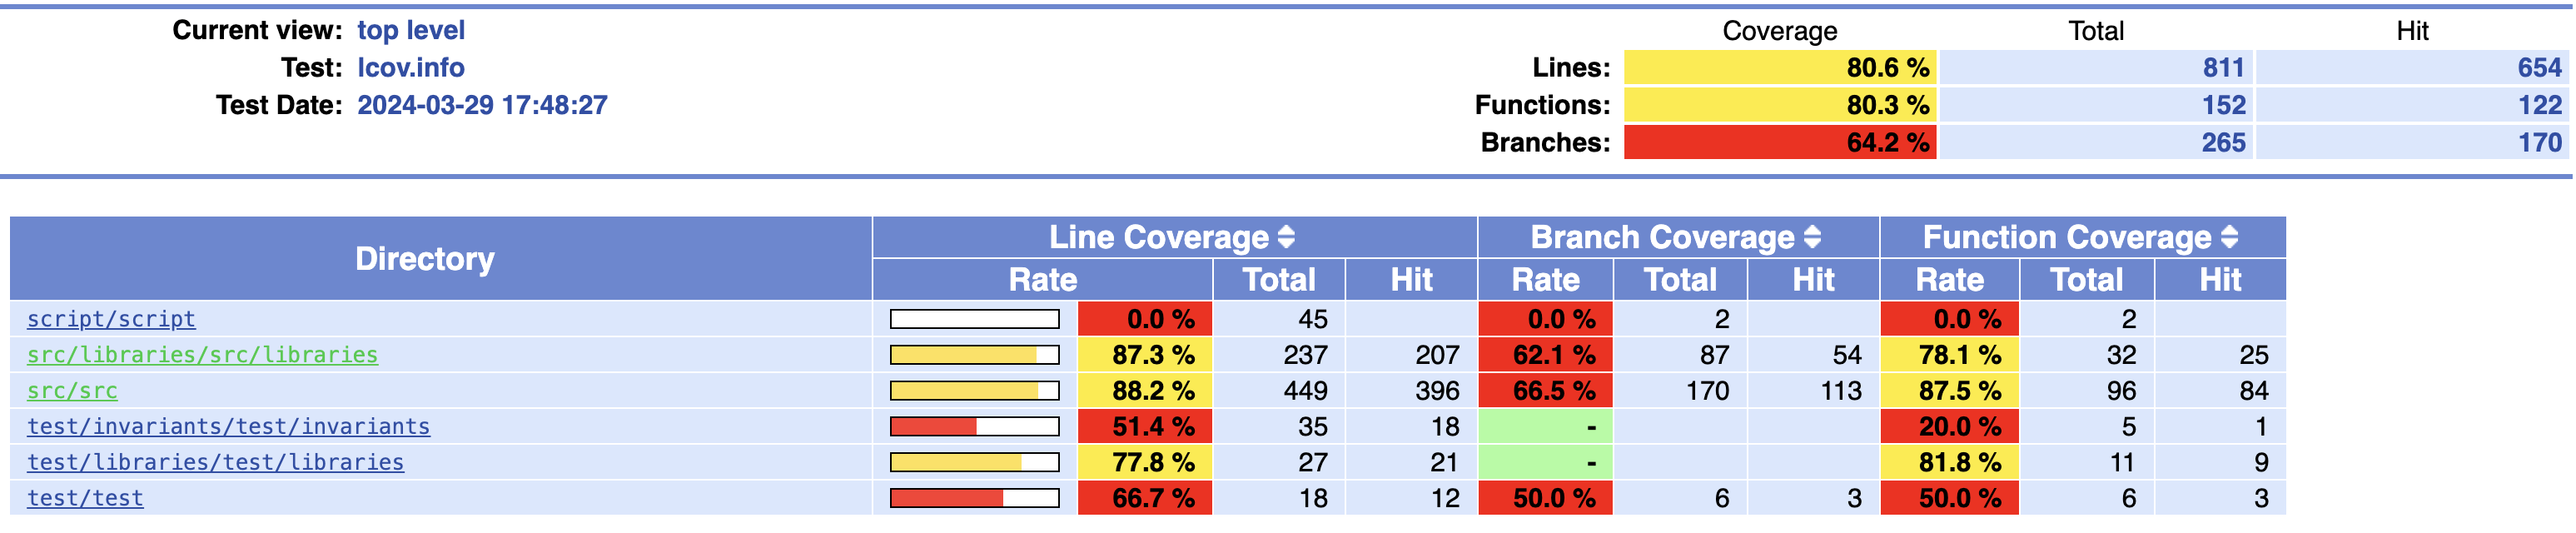 Current view: top level
Test: lcov.info
Test Date: 2024-03-29 17:48:27
Coverage Total Hit
Lines: 80.6 % 811 654
Functions: 80.3 % 152 122
Branches: 64.2 % 265 170
Directory Line Coverage Branch Coverage Function Coverage
Rate Total Hit Rate Total Hit Rate Total Hit
script/script 0.0 % 45 0.0 % 2 0.0 % 2
src/libraries/src/libraries 87.3 % 237 207 62.1 % 87 54 78.1 % 32 25
src/src 88.2 % 449 396 66.5 % 170 113 87.5 % 96 84
test/invariants/test/invariants 51.4 % 35 18 - 20.0 % 5 1
test/libraries/test/libraries 77.8 % 27 21 - 81.8 % 11 9
test/test 66.7 % 18 12 50.0 % 6 3 50.0 % 6 3